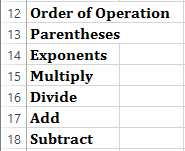 12 Order of Operation
13 Parentheses
14 Exponents
15 Multiply
16 Divide
17 Add
18 Subtract